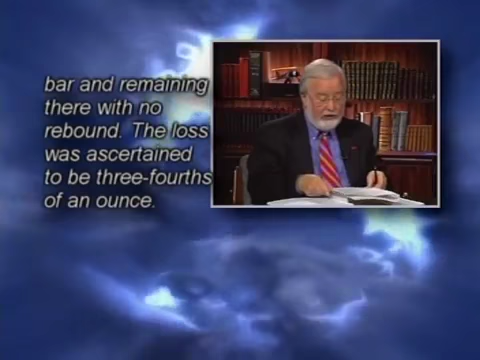 bar and remaining
there with no
rebound. The loss
was ascertained
to be three-fourths
of an ounce.